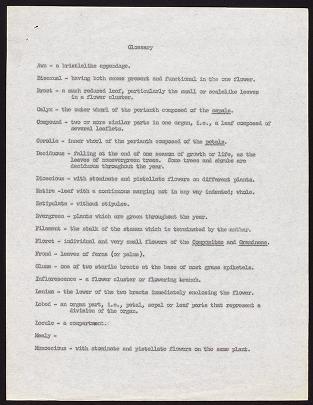 Glossary
Awn - a bristlelike appendage.
Bisexual - having both sexes present and functional in the one flower.
Bract - a much reduced leaf, particularly the small or scalelike leaves
in a flower cluster.
Calyx - the outer whorl of the perianth composed of the sepals.
Compound - two or more similar parts in one organ, i.e., a leaf composed of
several leaflets.
Corolla - inner whorl of the perianth composed of the petals.
Deciduous - falling at the end of one season of growth or life, as the
leaves of nonevergreen trees. Some trees and shrubs are
deciduous throughout the year.
Dioecious - with staminate and pistellate flowers on different plants.
Entire - leaf with a continuous margin not in any way indented; whole.
Estipulate - without stipules.
Evergreen - plants which are green throughout the year.
Filament - the stalk of the stamen which is terminated by the anther.
Floret - individual and very small flowers of the Compositae and Gramineae.
Frond - leaves of ferns (or palms).
Glume - one of two sterile bracts at the base of most grass spikelets.
Inflorescence - a flower cluster or flowering branch.
Lemma - the lower of the two bracts immediately enclosing the flower.
Lobed - an organ part, i.e., petal, sepal or leaf parts that represent a
division of the organ.
Locule - a compartment.
Mealy -
Monoecious - with staminate and pistellate flowers on the same plant.